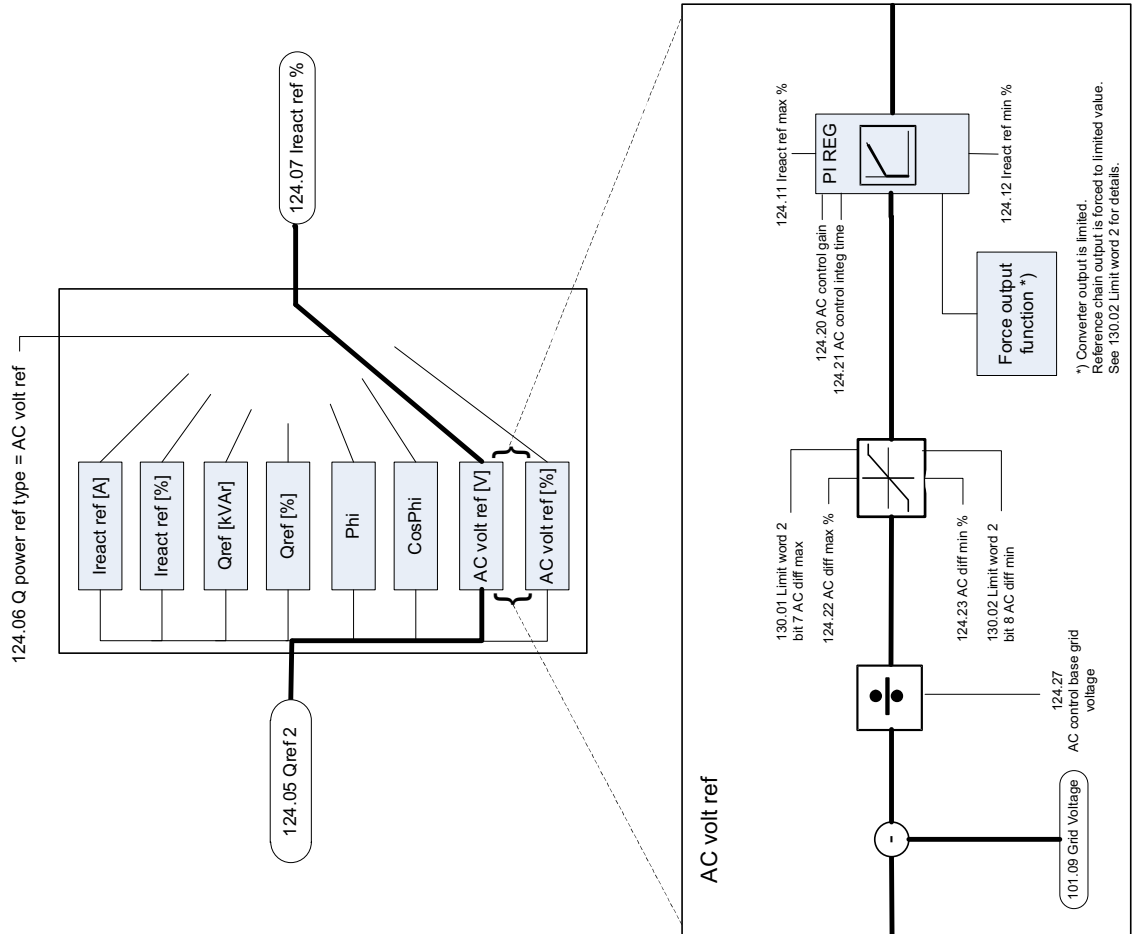 124.06 Q power ref type = AC volt ref
124.05 Qref 2
Ireact ref [A]
Ireact ref [%]
Qref [kVAr]
Qref [%]
Phi
CosPhi
AC volt ref [V]
AC volt ref [%]
124.07 Ireact ref %
AC volt ref
101.09 Grid Voltage
-
124.27
AC control base grid
voltage
130.01 Limit word 2
bit 7 AC diff max
124.22 AC diff max %
124.23 AC diff min %
130.02 Limit word 2
bit 8 AC diff min
124.20 AC control gain
124.21 AC control integ time
124.11 Ireact ref max %
PI REG
124.12 Ireact ref min %
Force output
function *)
*) Converter output is limited.
Reference chain output is forced to limited value.
See 130.02 Limit word 2 for details.